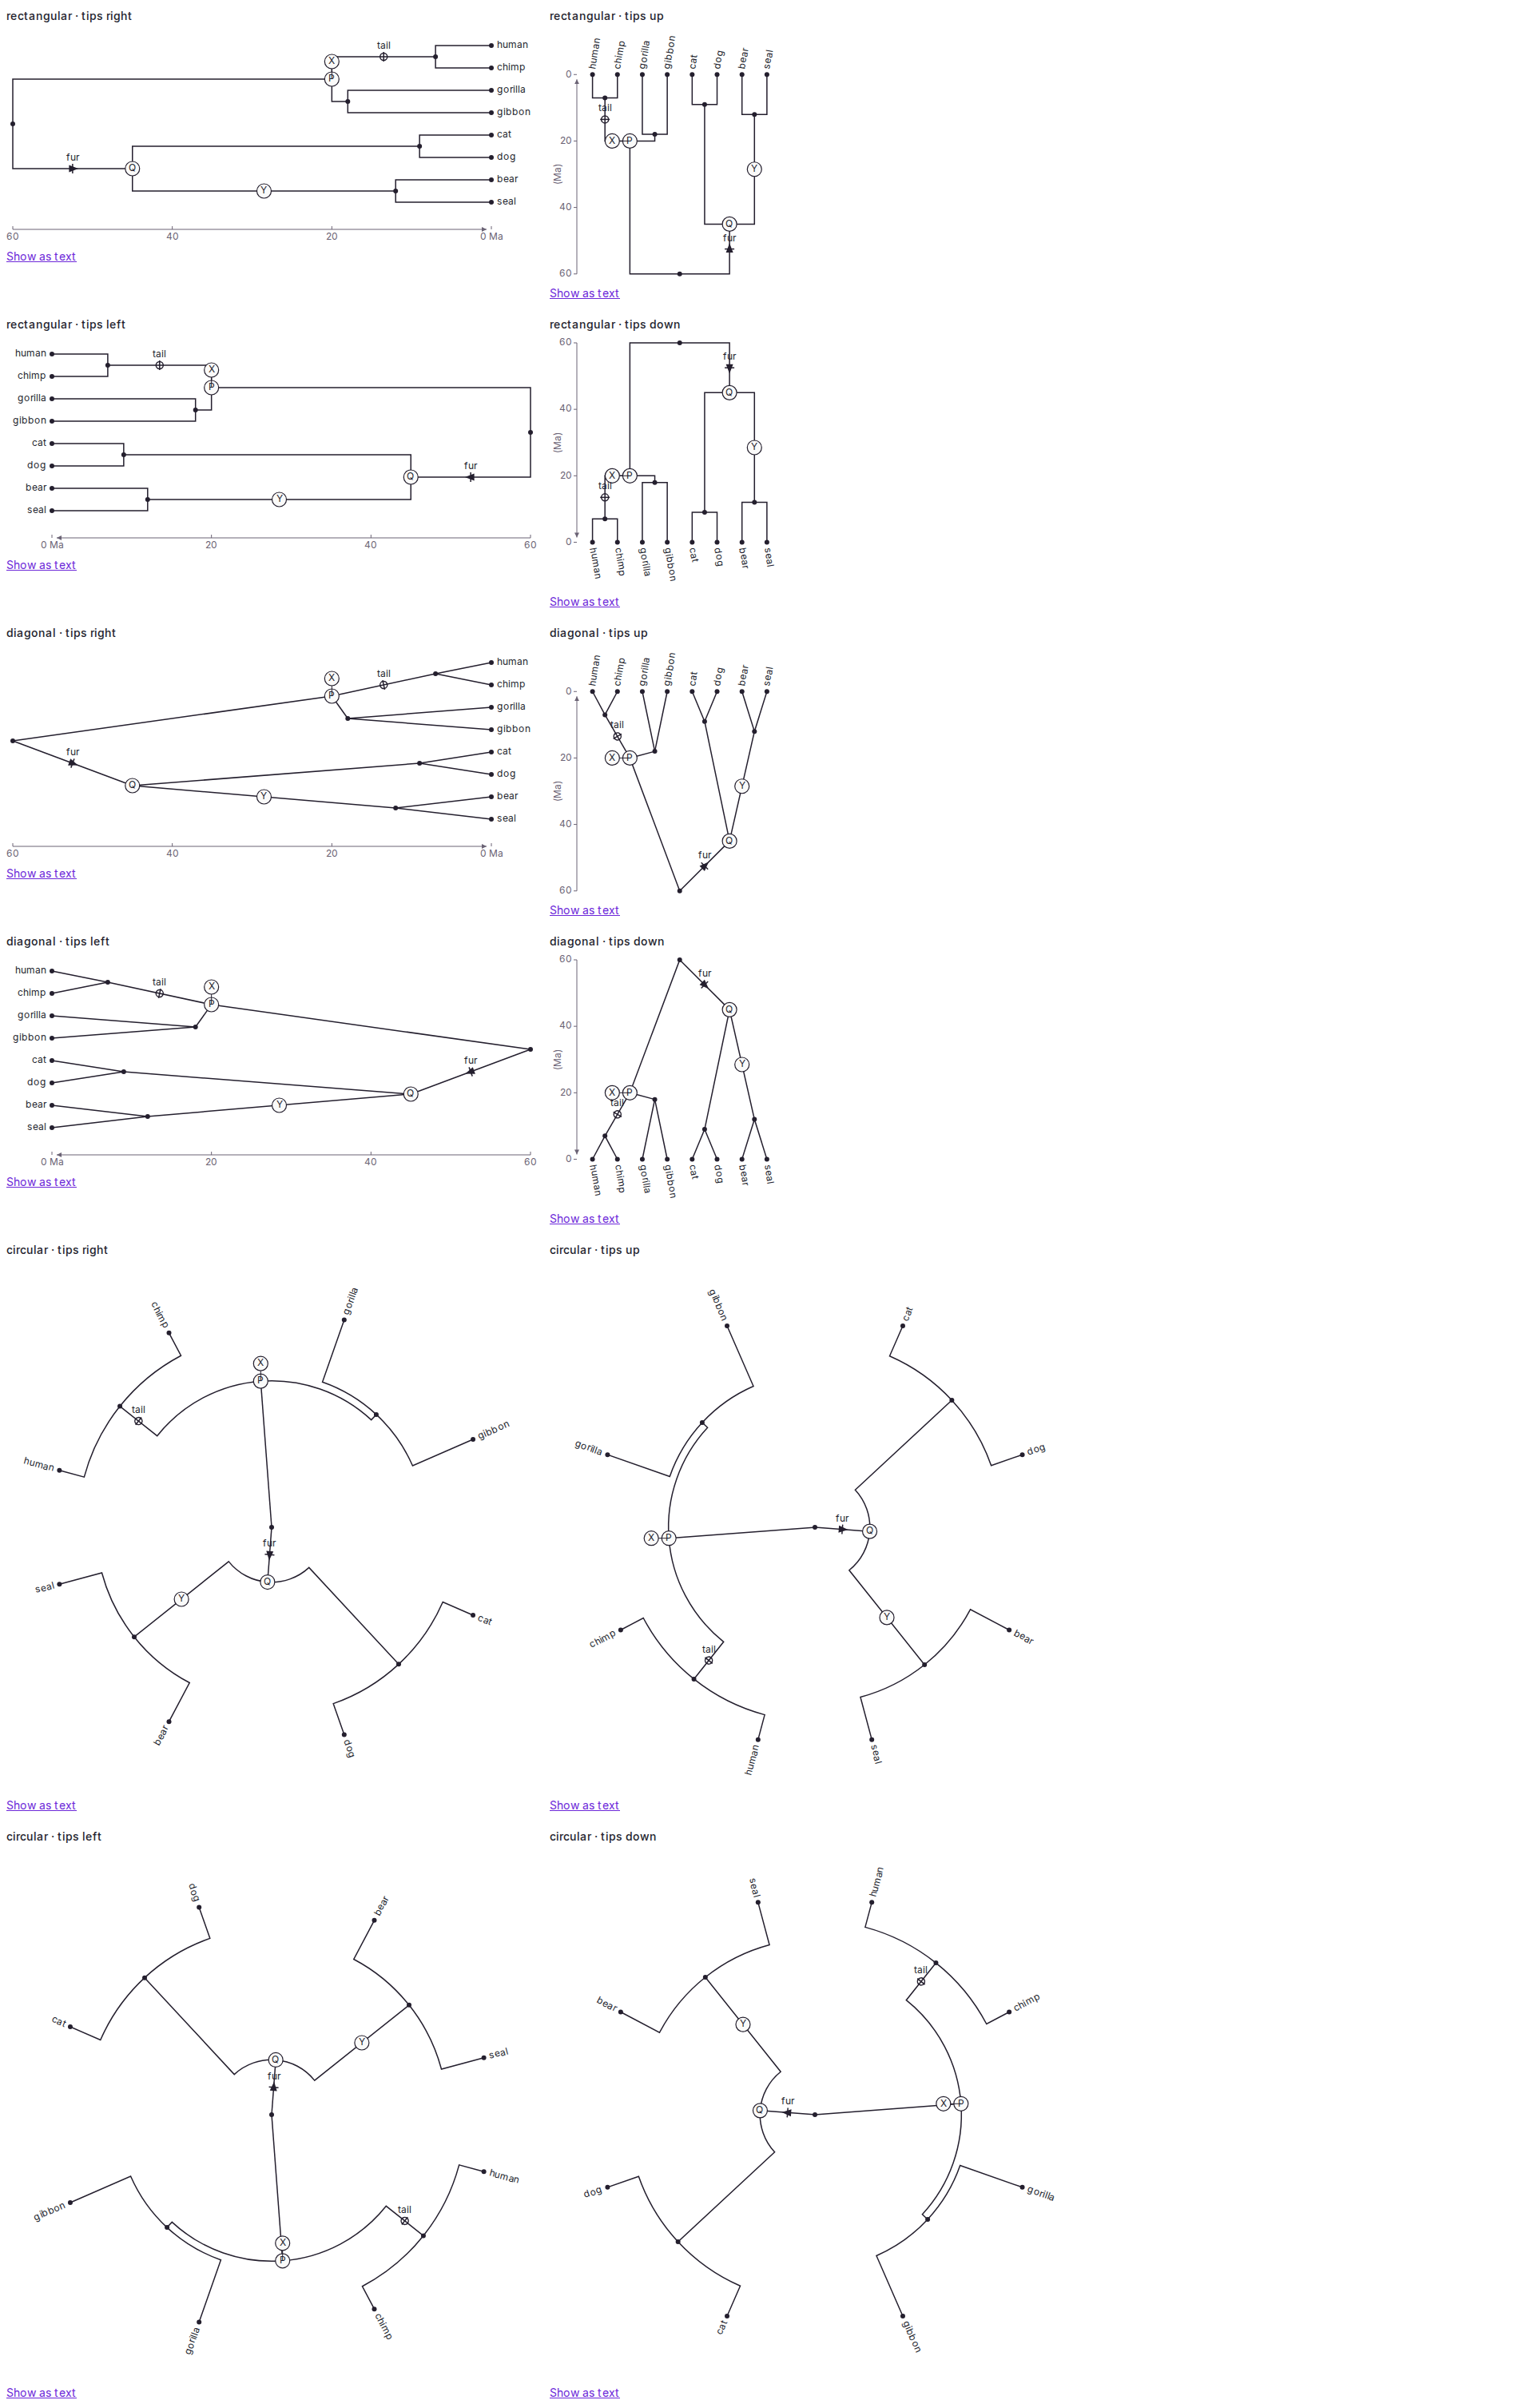 rectangular · tips right
tail
X
human
P
chimp
gorilla
gibbon
cat
fur
Q
dog
bear
Y
seal
60 40 20 0 Ma
Show as text
rectangular · tips up
human chimp gorilla gibbon cat dog bear seal
0
tail
20 X P
(Ma) Y
40
Q
fur
60
Show as text
rectangular · tips left
human tail
X
chimp
P
gorilla
gibbon
cat
dog fur
Q
bear
Y
seal
0 Ma 20 40 60
Show as text
rectangular · tips down
60
fur
Q
40
(Ma) Y
20 X P
tail
0
human chimp gorilla gibbon cat dog bear seal
Show as text
diagonal · tips right
human
tail
X
chimp
P
gorilla
gibbon
cat
fur
dog
Q
bear
Y
seal
60 40 20 0 Ma
Show as text
diagonal · tips up
human chimp gorilla gibbon cat dog bear seal
0
tail
20 X P
(Ma) Y
40
Q
fur
60
Show as text
diagonal · tips left
human
tail
X
chimp
P
gorilla
gibbon
cat
fur
dog
Q
bear
Y
seal
0 Ma 20 40 60
Show as text
diagonal · tips down
60
fur
Q
40
(Ma) Y
20 X P
tail
0
human chimp gorilla gibbon cat dog bear seal
Show as text
circular · tips right
gorilla
chimp
X
P
tail
gibbon
human
fur
Q
seal
Y
cat
bear
dog
Show as text
circular · tips up
gibbon
cat
gorilla
dog
fur
Q
X P
Y
chimp
bear
tail
human
seal
Show as text
circular · tips left
dog
bear
cat
Y
seal
Q
fur
human
gibbon
tail
X
P
chimp
gorilla
Show as text
circular · tips down
seal
human
tail
bear
chimp
Y
fur
Q
X P
dog
gorilla
cat
gibbon
Show as text